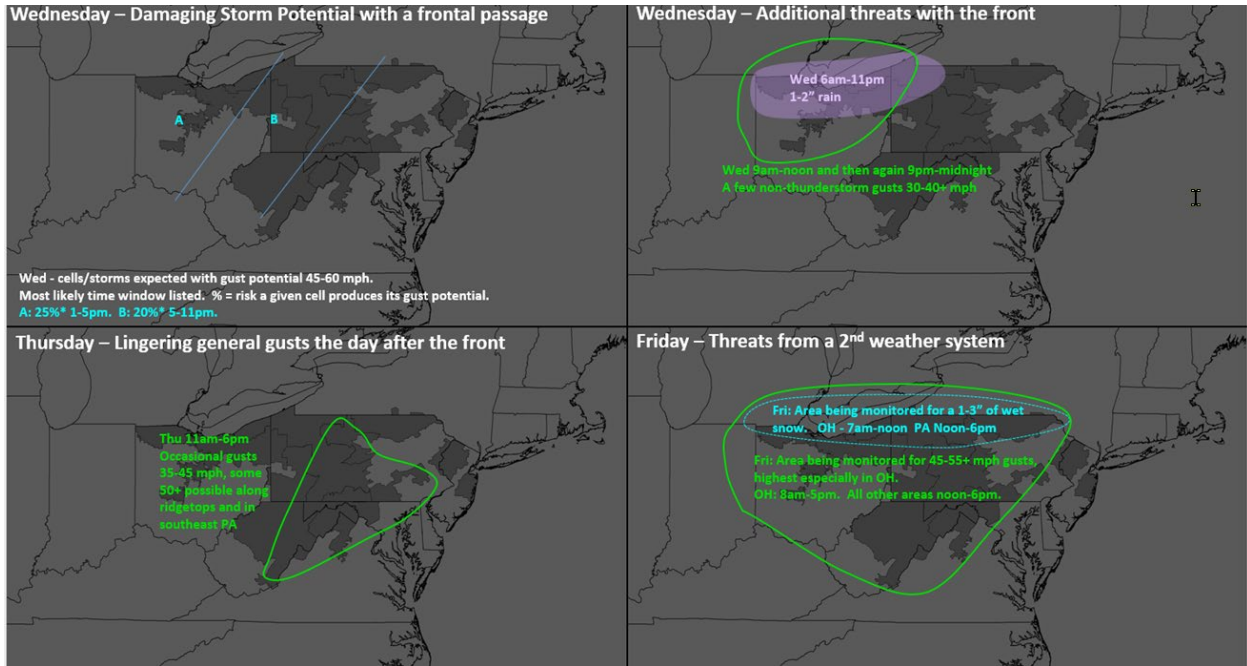 Wednesday – Damaging Storm Potential with a frontal passage
A
B
Wed - cells/storms expected with gust potential 45-60 mph.
Most likely time window listed.  % = risk a given cell produces its gust potential.
A: 25%* 1-5pm.  B: 20%* 5-11pm.
Wednesday – Additional threats with the front
Wed 6am-11pm
1-2” rain
Wed 9am-noon and then again 9pm-midnight
A few non-thunderstorm gusts 30-40+ mph
Thursday – Lingering general gusts the day after the front
Thu 11am-6pm
Occasional gusts
35-45 mph, some
50+ possible along
ridgetops and in
southeast PA
Friday – Threats from a 2nd weather system
Fri: Area being monitored for a 1-3” of wet
snow.   OH - 7am-noon  PA Noon-6pm
Fri: Area being monitored for 45-55+ mph gusts,
highest especially in OH.
OH: 8am-5pm.  All other areas noon-6pm.